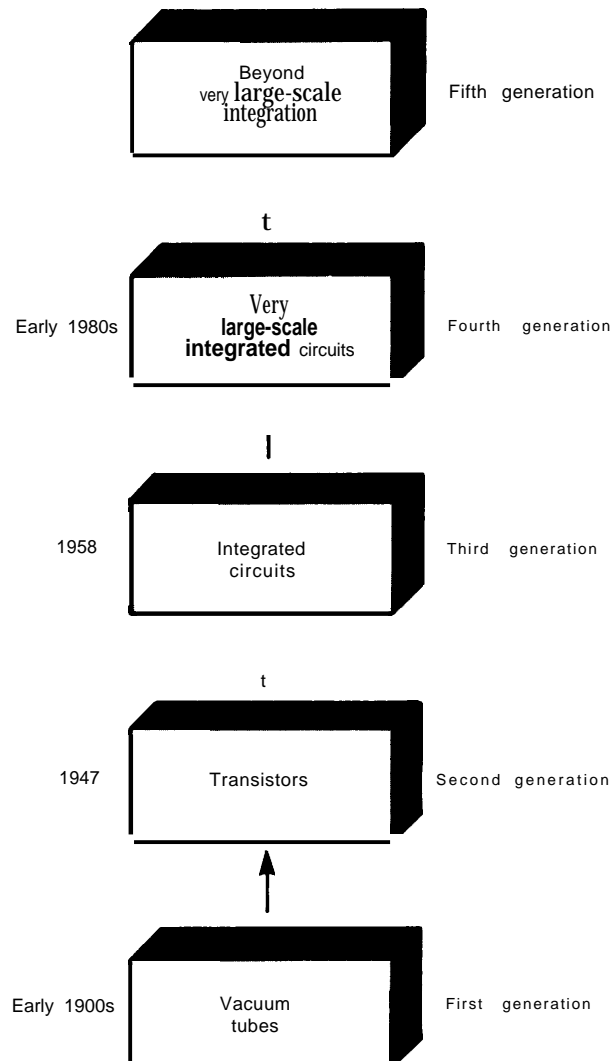 Beyond
very large-scale
integration
Fifth generation
t
Early 1980s
Very
large-scale
integrated circuits
Fourth generation
1958
Integrated
circuits
Third generation
t
1947
Transistors
Second generation
Early 1900s
Vacuum
tubes
First generation